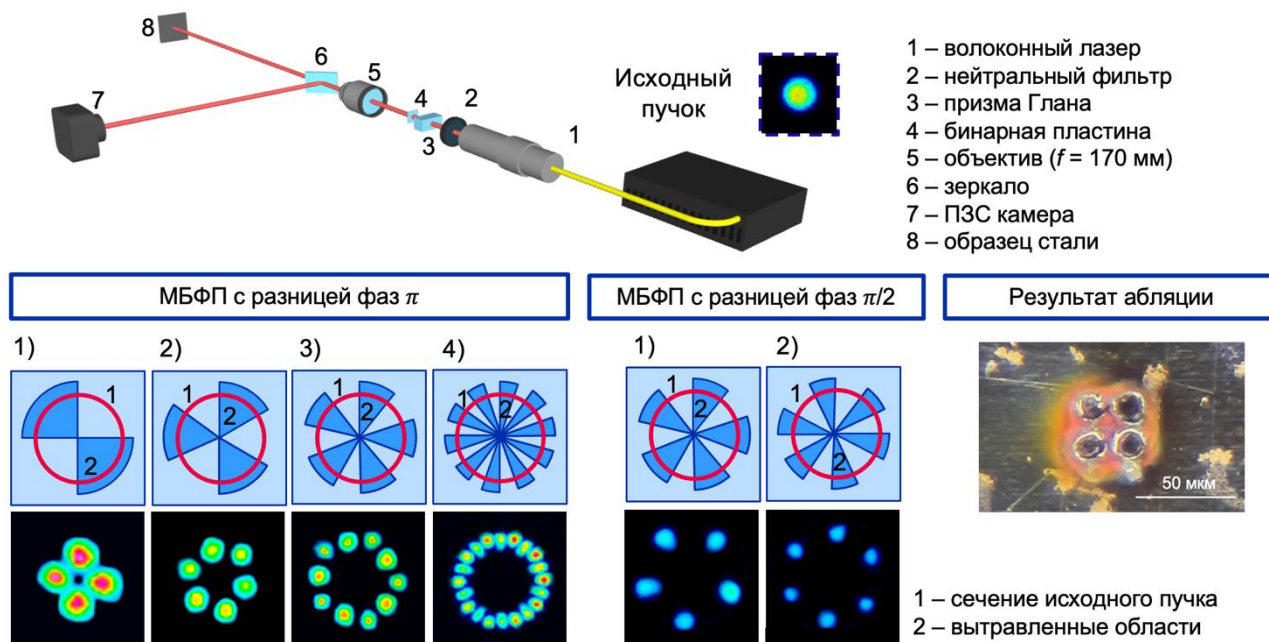 8
6
5
4
2
7
3
1
Исходный
пучок
1 – волоконный лазер
2 – нейтральный фильтр
3 – призма Глана
4 – бинарная пластина
5 – объектив (f = 170 мм)
6 – зеркало
7 – ПЗС камера
8 – образец стали
МБФП с разницей фаз π
МБФП с разницей фаз π/2
Результат абляции
1)
2)
3)
4)
1)
2)
1
2
1
2
1
2
1
2
1
2
1
2
50 мкм
1 – сечение исходного пучка
2 – вытравленные области